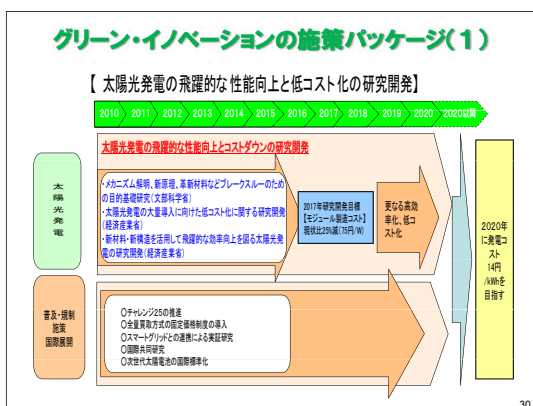 グリーン・イノベーションの施策パッケージ(1)
【 太陽光発電の飛躍的な性能向上と低コスト化の研究開発】
2010 2011 2012 2013 2014 2015 2016 2017 2018 2019 2020 2020以降
太陽光発電の飛躍的な性能向上とコストダウンの研究開発
太
陽
光
発
電
・メカニズム解明、新原理、革新材料などブレークスルーのため
の目的基礎研究(文部科学省)
・太陽光発電の大量導入に向けた低コスト化に関する研究開発
(経済産業省)
・新材料・新構造を活用して飛躍的な効率向上を図る太陽光発
電の研究開発(経済産業省)
2017年研究開発目標
【モジュール製造コスト】
現状比25%減(75円/W)
更なる高効
率化、低コ
スト化
2020年
に発電コ
スト
14円
/kWhを
目指す
普及・規制
施策
国際展開
○チャレンジ25の推進
○全量買取方式の固定価格制度の導入
○スマートグリッドとの連携による実証研究
○国際共同研究
○次世代太陽電池の国際標準化
30